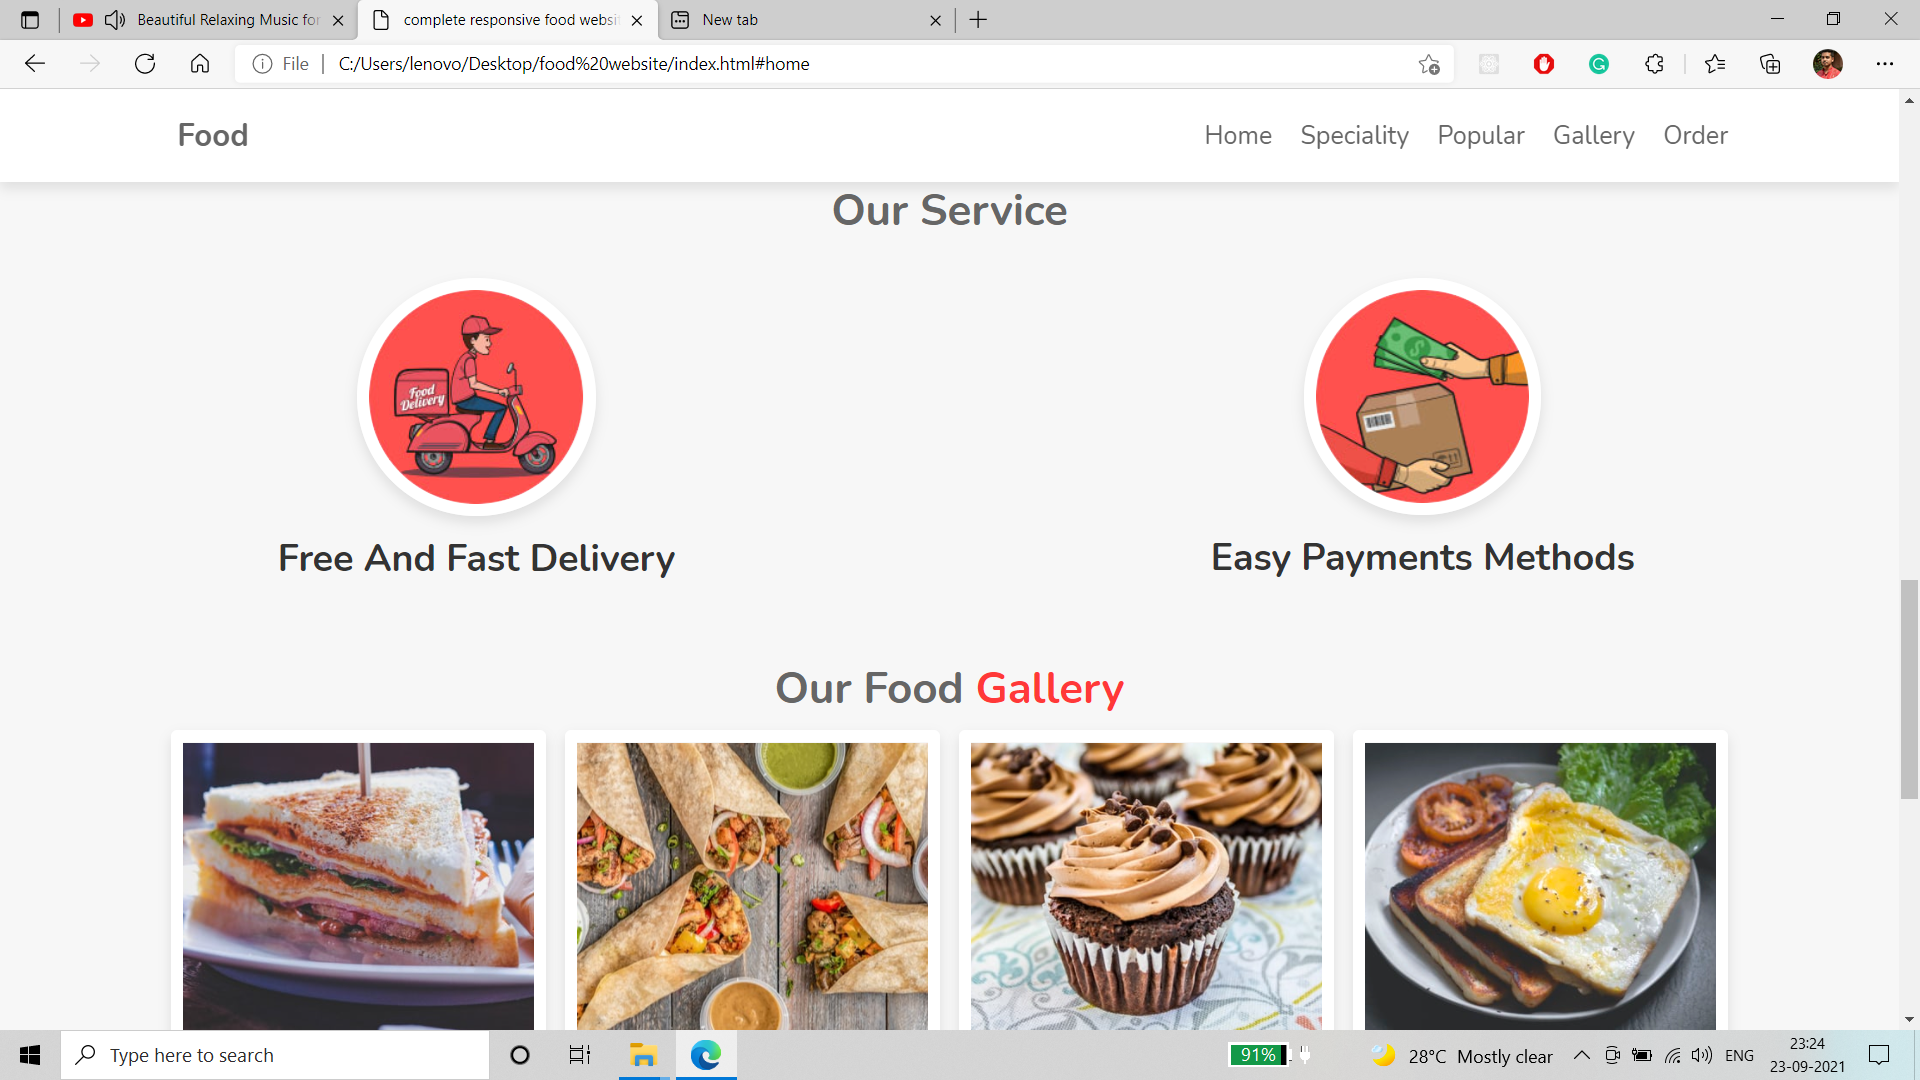 Beautiful Relaxing Music for
complete responsive food websit
New tab
File
C:/Users/lenovo/Desktop/food%20website/index.html#home
Food
Home Speciality Popular Gallery Order
Our Service
Food
Delivery
Free And Fast Delivery
Easy Payments Methods
Our Food Gallery
Type here to search
91%
28°C Mostly clear
ENG
23:24
23-09-2021